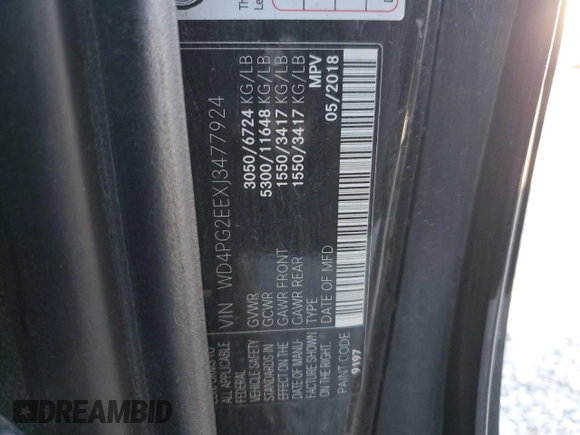 VIN WD4PG2EEXJ3477924
ALL APPLICABLE
FEDERAL
VEHICLE SAFETY
STANDARDS IN
EFFECT ON THE
DATE OF MANU-
FACTURE SHOWN
ON THE RIGHT.
GVWR 3050/6724 KG/LB
GCWR 5300/11648 KG/LB
GAWR FRONT 1550/3417 KG/LB
GAWR REAR 1550/3417 KG/LB
TYPE MPV
DATE OF MFD 05/2018
PAINT CODE
9197
DREAMBID